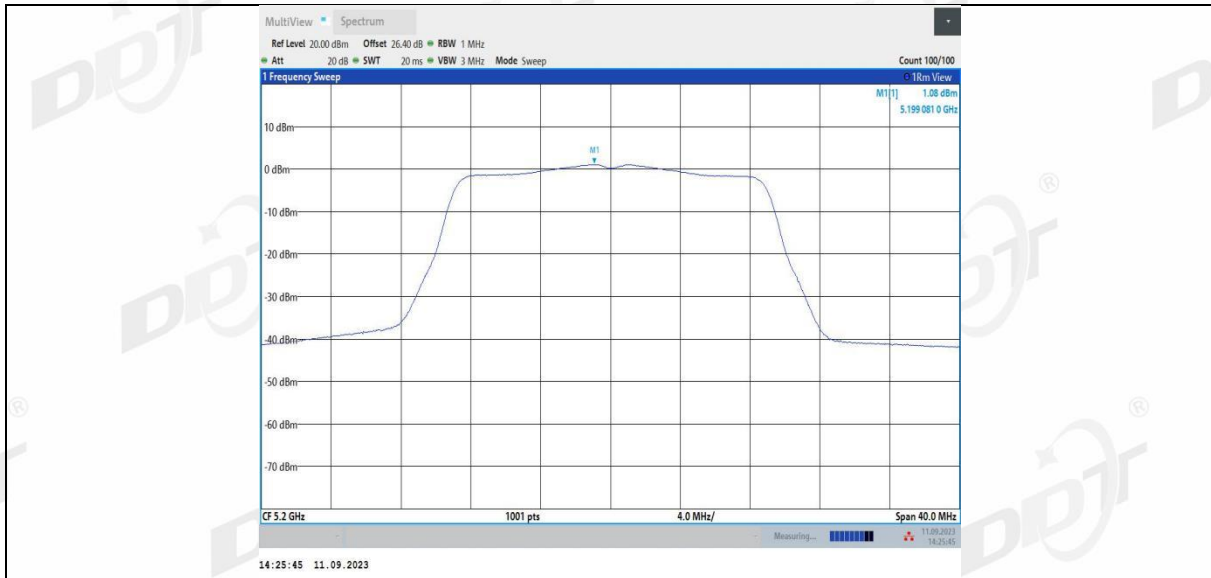 MultiView Spectrum
Ref Level 20.00 dBm Offset 26.40 dB RBW 1 MHz
Att 20 dB SWT 20 ms VBW 3 MHz Mode Sweep Count 100/100
1 Frequency Sweep 1Rm View
M1[1] 1.08 dBm
5.199 081 0 GHz
10 dBm
M1
0 dBm
-10 dBm
-20 dBm
-30 dBm
-40 dBm
-50 dBm
-60 dBm
-70 dBm
CF 5.2 GHz 1001 pts 4.0 MHz/ Span 40.0 MHz
Measuring... 11.09.2023
14:25:45
14:25:45 11.09.2023
DDT
®